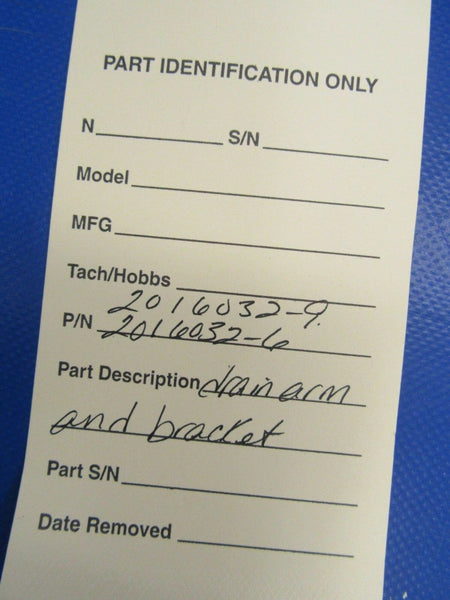 PART IDENTIFICATION ONLY
N S/N
Model
MFG
Tach/Hobbs
2016032-9
P/N 2016032-6
Part Description drain arm
and bracket
Part S/N
Date Removed